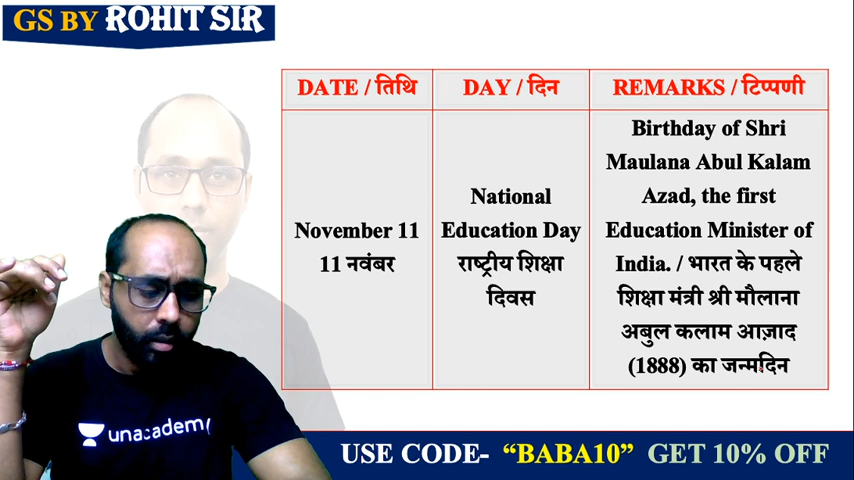 GS BY ROHIT SIR
DATE / तिथि
DAY / दिन
REMARKS / टिप्पणी
November 11
11 नवंबर
National
Education Day
राष्ट्रीय शिक्षा
दिवस
Birthday of Shri
Maulana Abul Kalam
Azad, the first
Education Minister of
India. / भारत के पहले
शिक्षा मंत्री श्री मौलाना
अबुल कलाम आज़ाद
(1888) का जन्मदिन
unacademy
USE CODE- “BABA10” GET 10% OFF